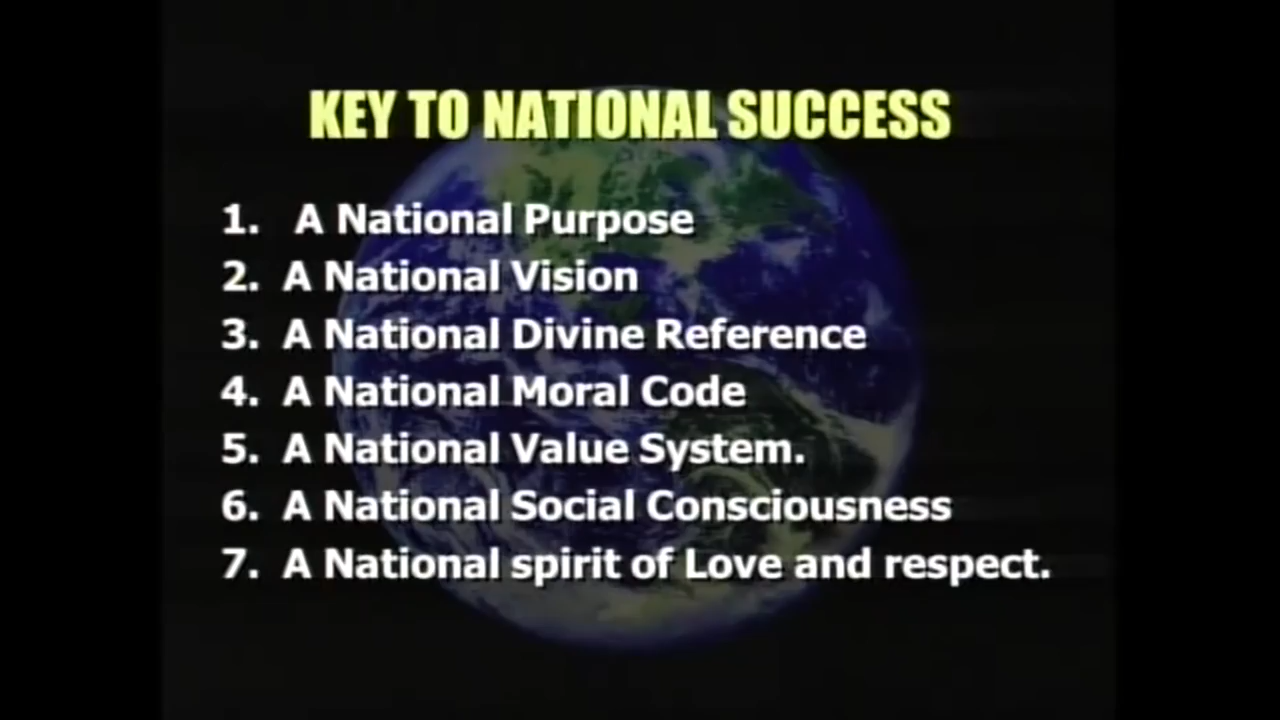 KEY TO NATIONAL SUCCESS
1. A National Purpose
2. A National Vision
3. A National Divine Reference
4. A National Moral Code
5. A National Value System.
6. A National Social Consciousness
7. A National spirit of Love and respect.